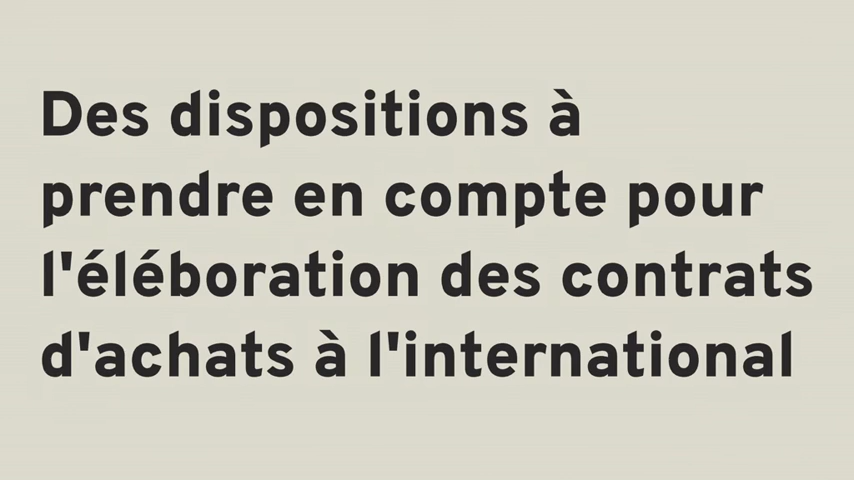 Des dispositions à
prendre en compte pour
l'éléboration des contrats
d'achats à l'international